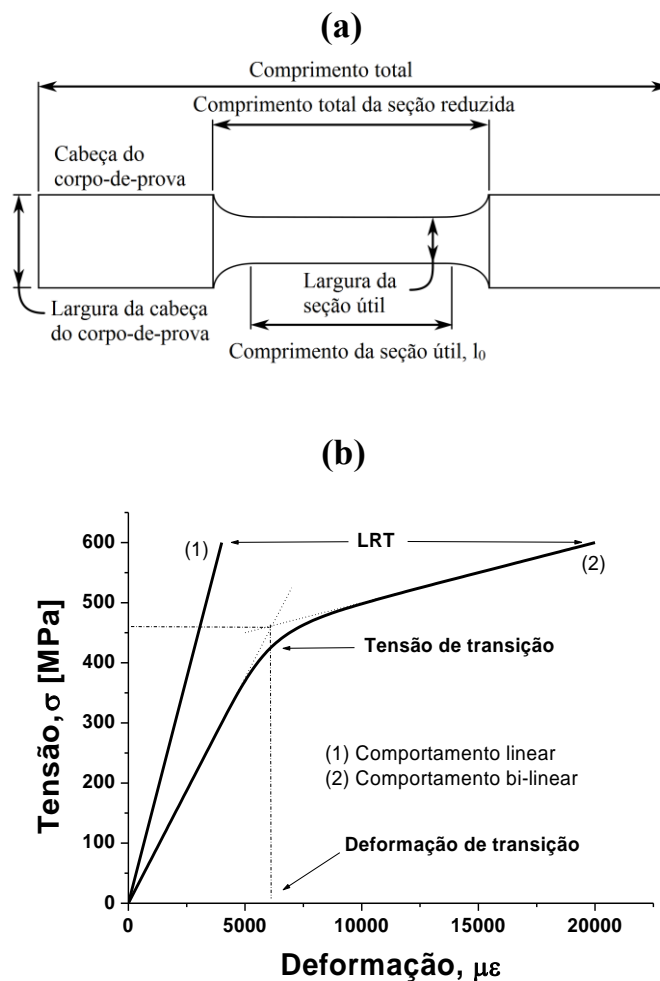 (a)
Comprimento total
Comprimento total da seção reduzida
Cabeça do
corpo-de-prova
Largura da cabeça
do corpo-de-prova
Largura da
seção útil
Comprimento da seção útil, l₀
(b)
Tensão, σ [MPa]
600
500
400
300
200
100
0
(1)
LRT
(2)
Tensão de transição
(1) Comportamento linear
(2) Comportamento bi-linear
Deformação de transição
0
5000
10000
15000
20000
Deformação, με